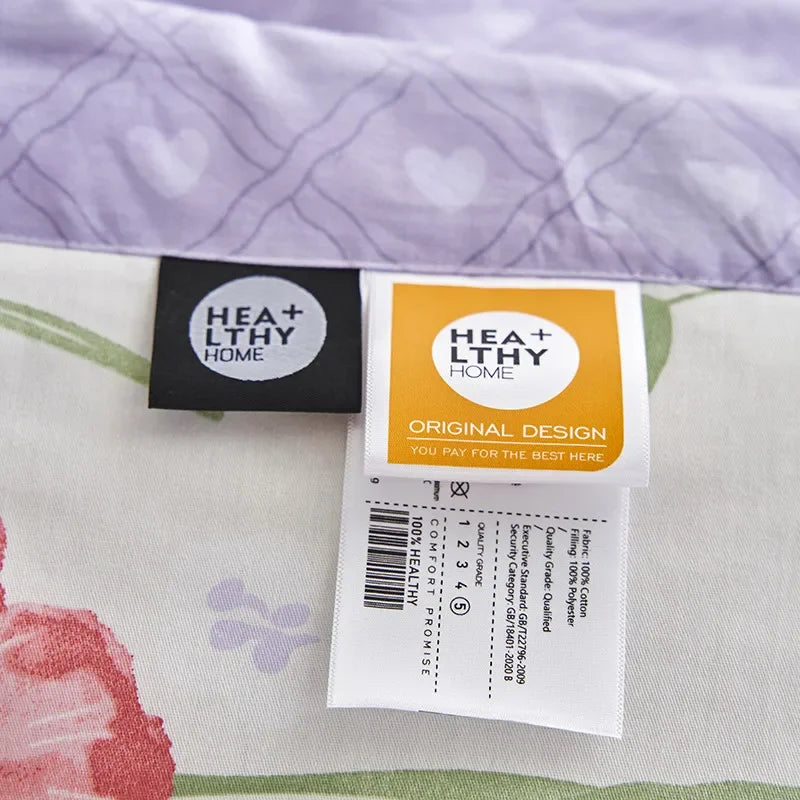 HEA+
LTHY
HOME
HEA+
LTHY
HOME
ORIGINAL DESIGN
YOU PAY FOR THE BEST HERE
Fabric: 100% Cotton
Filling: 100% Polyester
/
Quality Grade: Qualified
/
Executive Standard: GB/T22796-2009
Security Category: GB/18401-2020 B
QUALITY GRADE
1 2 3 4 5
COMFORT PROMISE
100% HEALTHY